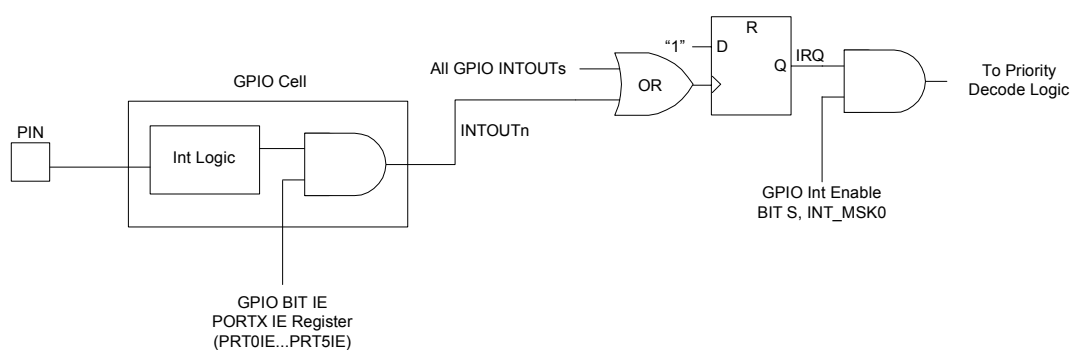 R
"1"
D
IRQ
Q
All GPIO INTOUTs
OR
To Priority
Decode Logic
GPIO Cell
PIN
INTOUTn
Int Logic
GPIO Int Enable
BIT S, INT_MSK0
GPIO BIT IE
PORTX IE Register
(PRT0IE...PRT5IE)